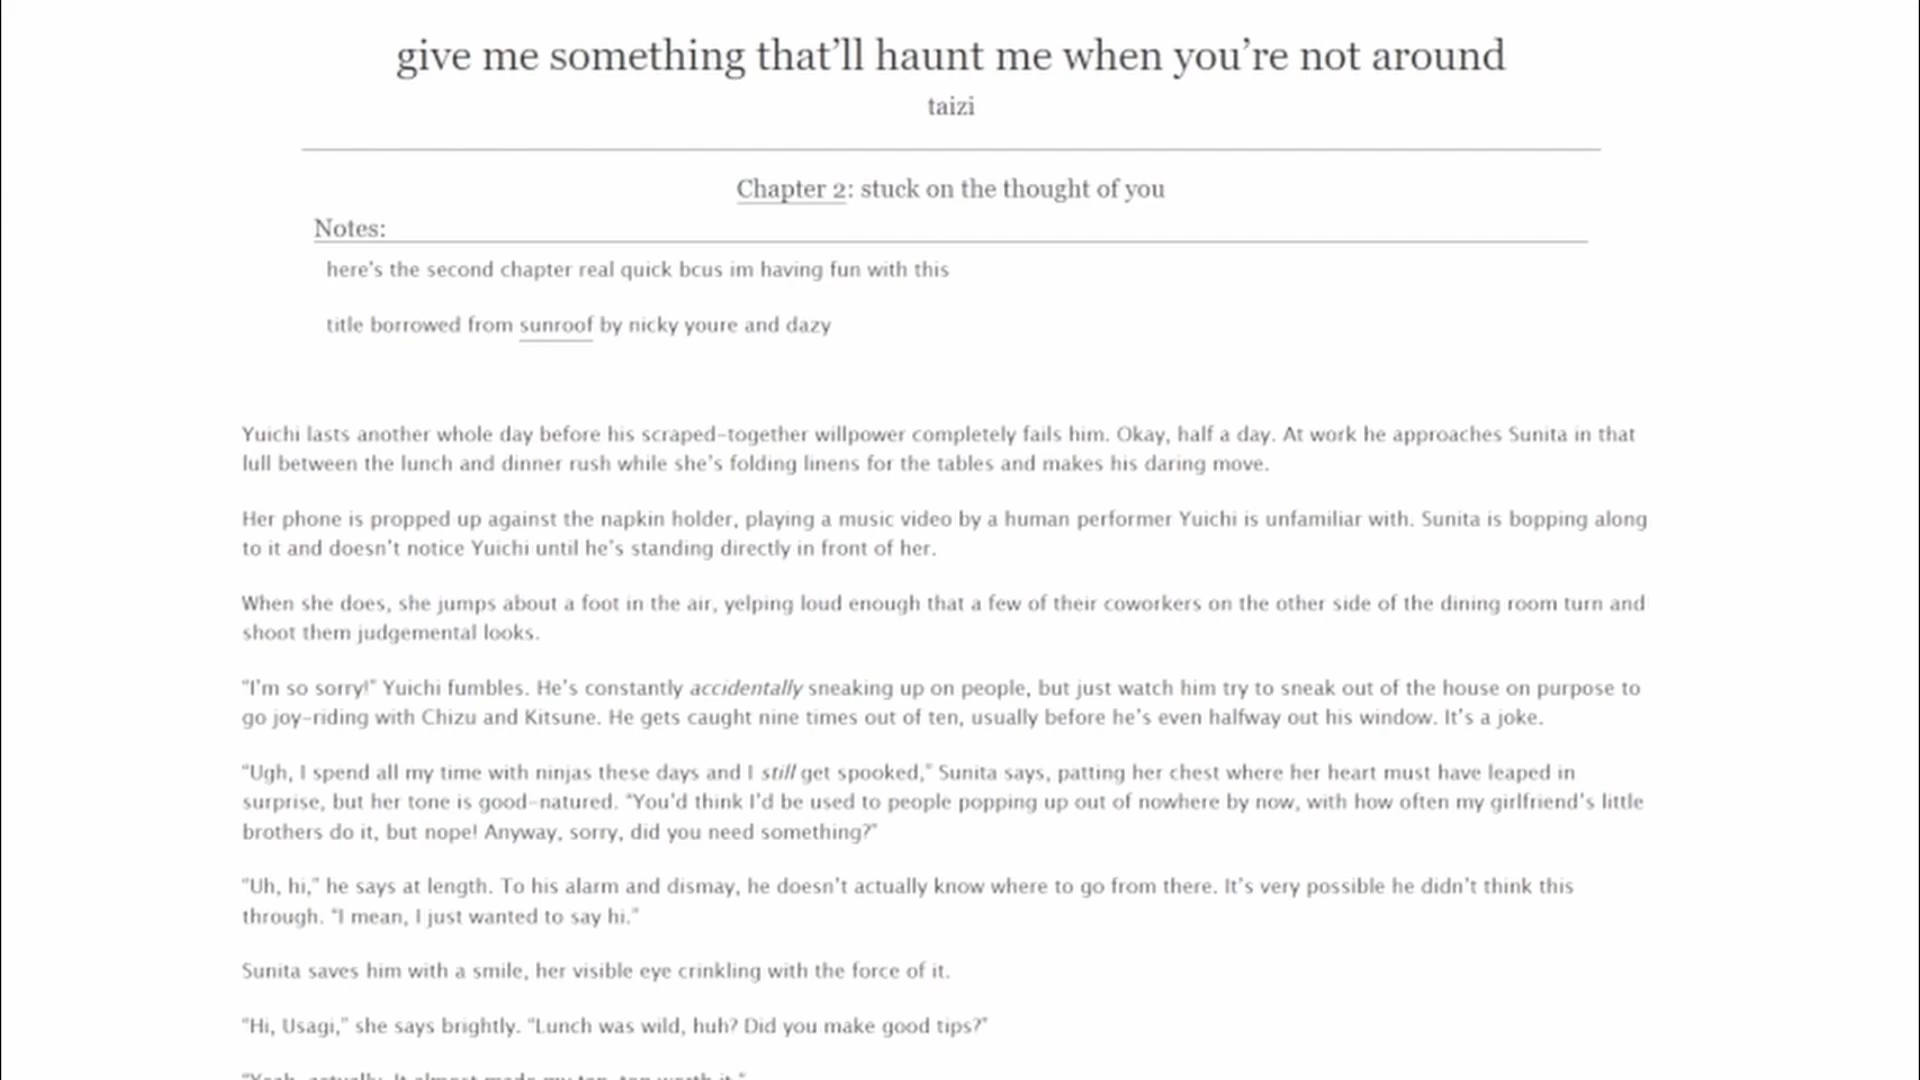 give me something that’ll haunt me when you’re not around
taizi
Chapter 2: stuck on the thought of you
Notes:
here's the second chapter real quick bcus im having fun with this
title borrowed from sunroof by nicky youre and dazy
Yuichi lasts another whole day before his scraped-together willpower completely fails him. Okay, half a day. At work he approaches Sunita in that
lull between the lunch and dinner rush while she's folding linens for the tables and makes his daring move.
Her phone is propped up against the napkin holder, playing a music video by a human performer Yuichi is unfamiliar with. Sunita is bopping along
to it and doesn't notice Yuichi until he's standing directly in front of her.
When she does, she jumps about a foot in the air, yelping loud enough that a few of their coworkers on the other side of the dining room turn and
shoot them judgemental looks.
"I'm so sorry!" Yuichi fumbles. He's constantly accidentally sneaking up on people, but just watch him try to sneak out of the house on purpose to
go joy-riding with Chizu and Kitsune. He gets caught nine times out of ten, usually before he's even halfway out his window. It's a joke.
"Ugh, I spend all my time with ninjas these days and I still get spooked," Sunita says, patting her chest where her heart must have leaped in
surprise, but her tone is good-natured. "You'd think I'd be used to people popping up out of nowhere by now, with how often my girlfriend's little
brothers do it, but nope! Anyway, sorry, did you need something?"
"Uh, hi," he says at length. To his alarm and dismay, he doesn't actually know where to go from there. It's very possible he didn't think this
through. "I mean, I just wanted to say hi."
Sunita saves him with a smile, her visible eye crinkling with the force of it.
"Hi, Usagi," she says brightly. "Lunch was wild, huh? Did you make good tips?"